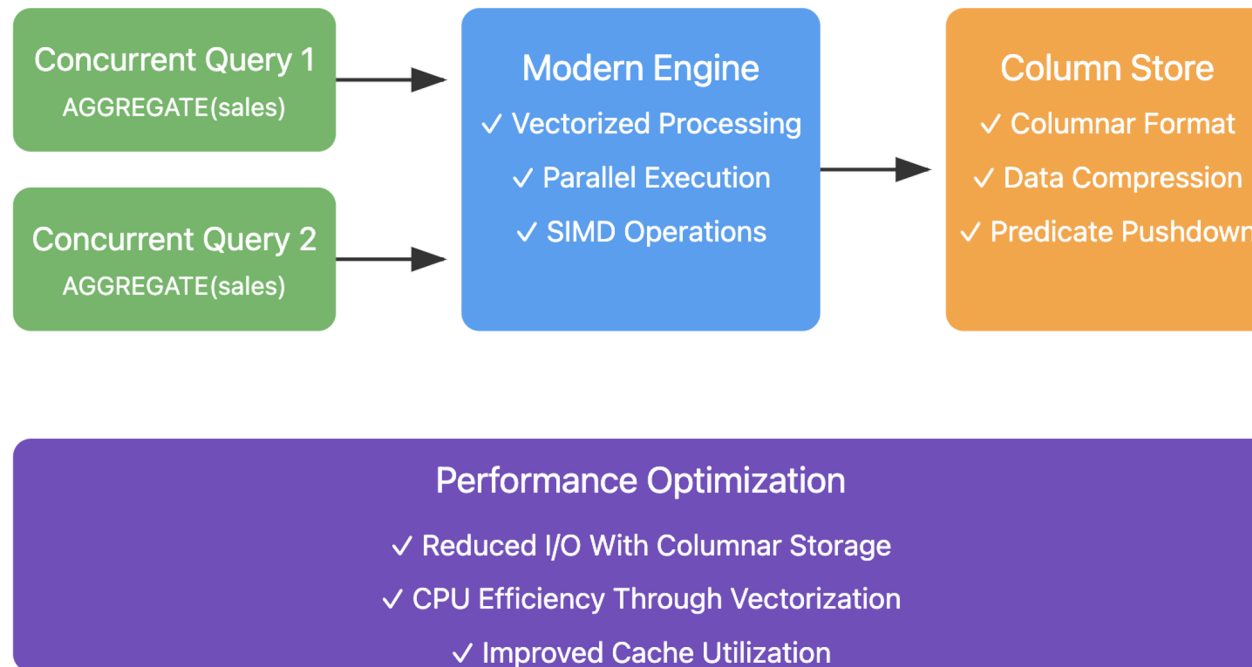 Concurrent Query 1
AGGREGATE(sales)
Concurrent Query 2
AGGREGATE(sales)
Modern Engine
✓ Vectorized Processing
✓ Parallel Execution
✓ SIMD Operations
Column Store
✓ Columnar Format
✓ Data Compression
✓ Predicate Pushdown
Performance Optimization
✓ Reduced I/O With Columnar Storage
✓ CPU Efficiency Through Vectorization
✓ Improved Cache Utilization